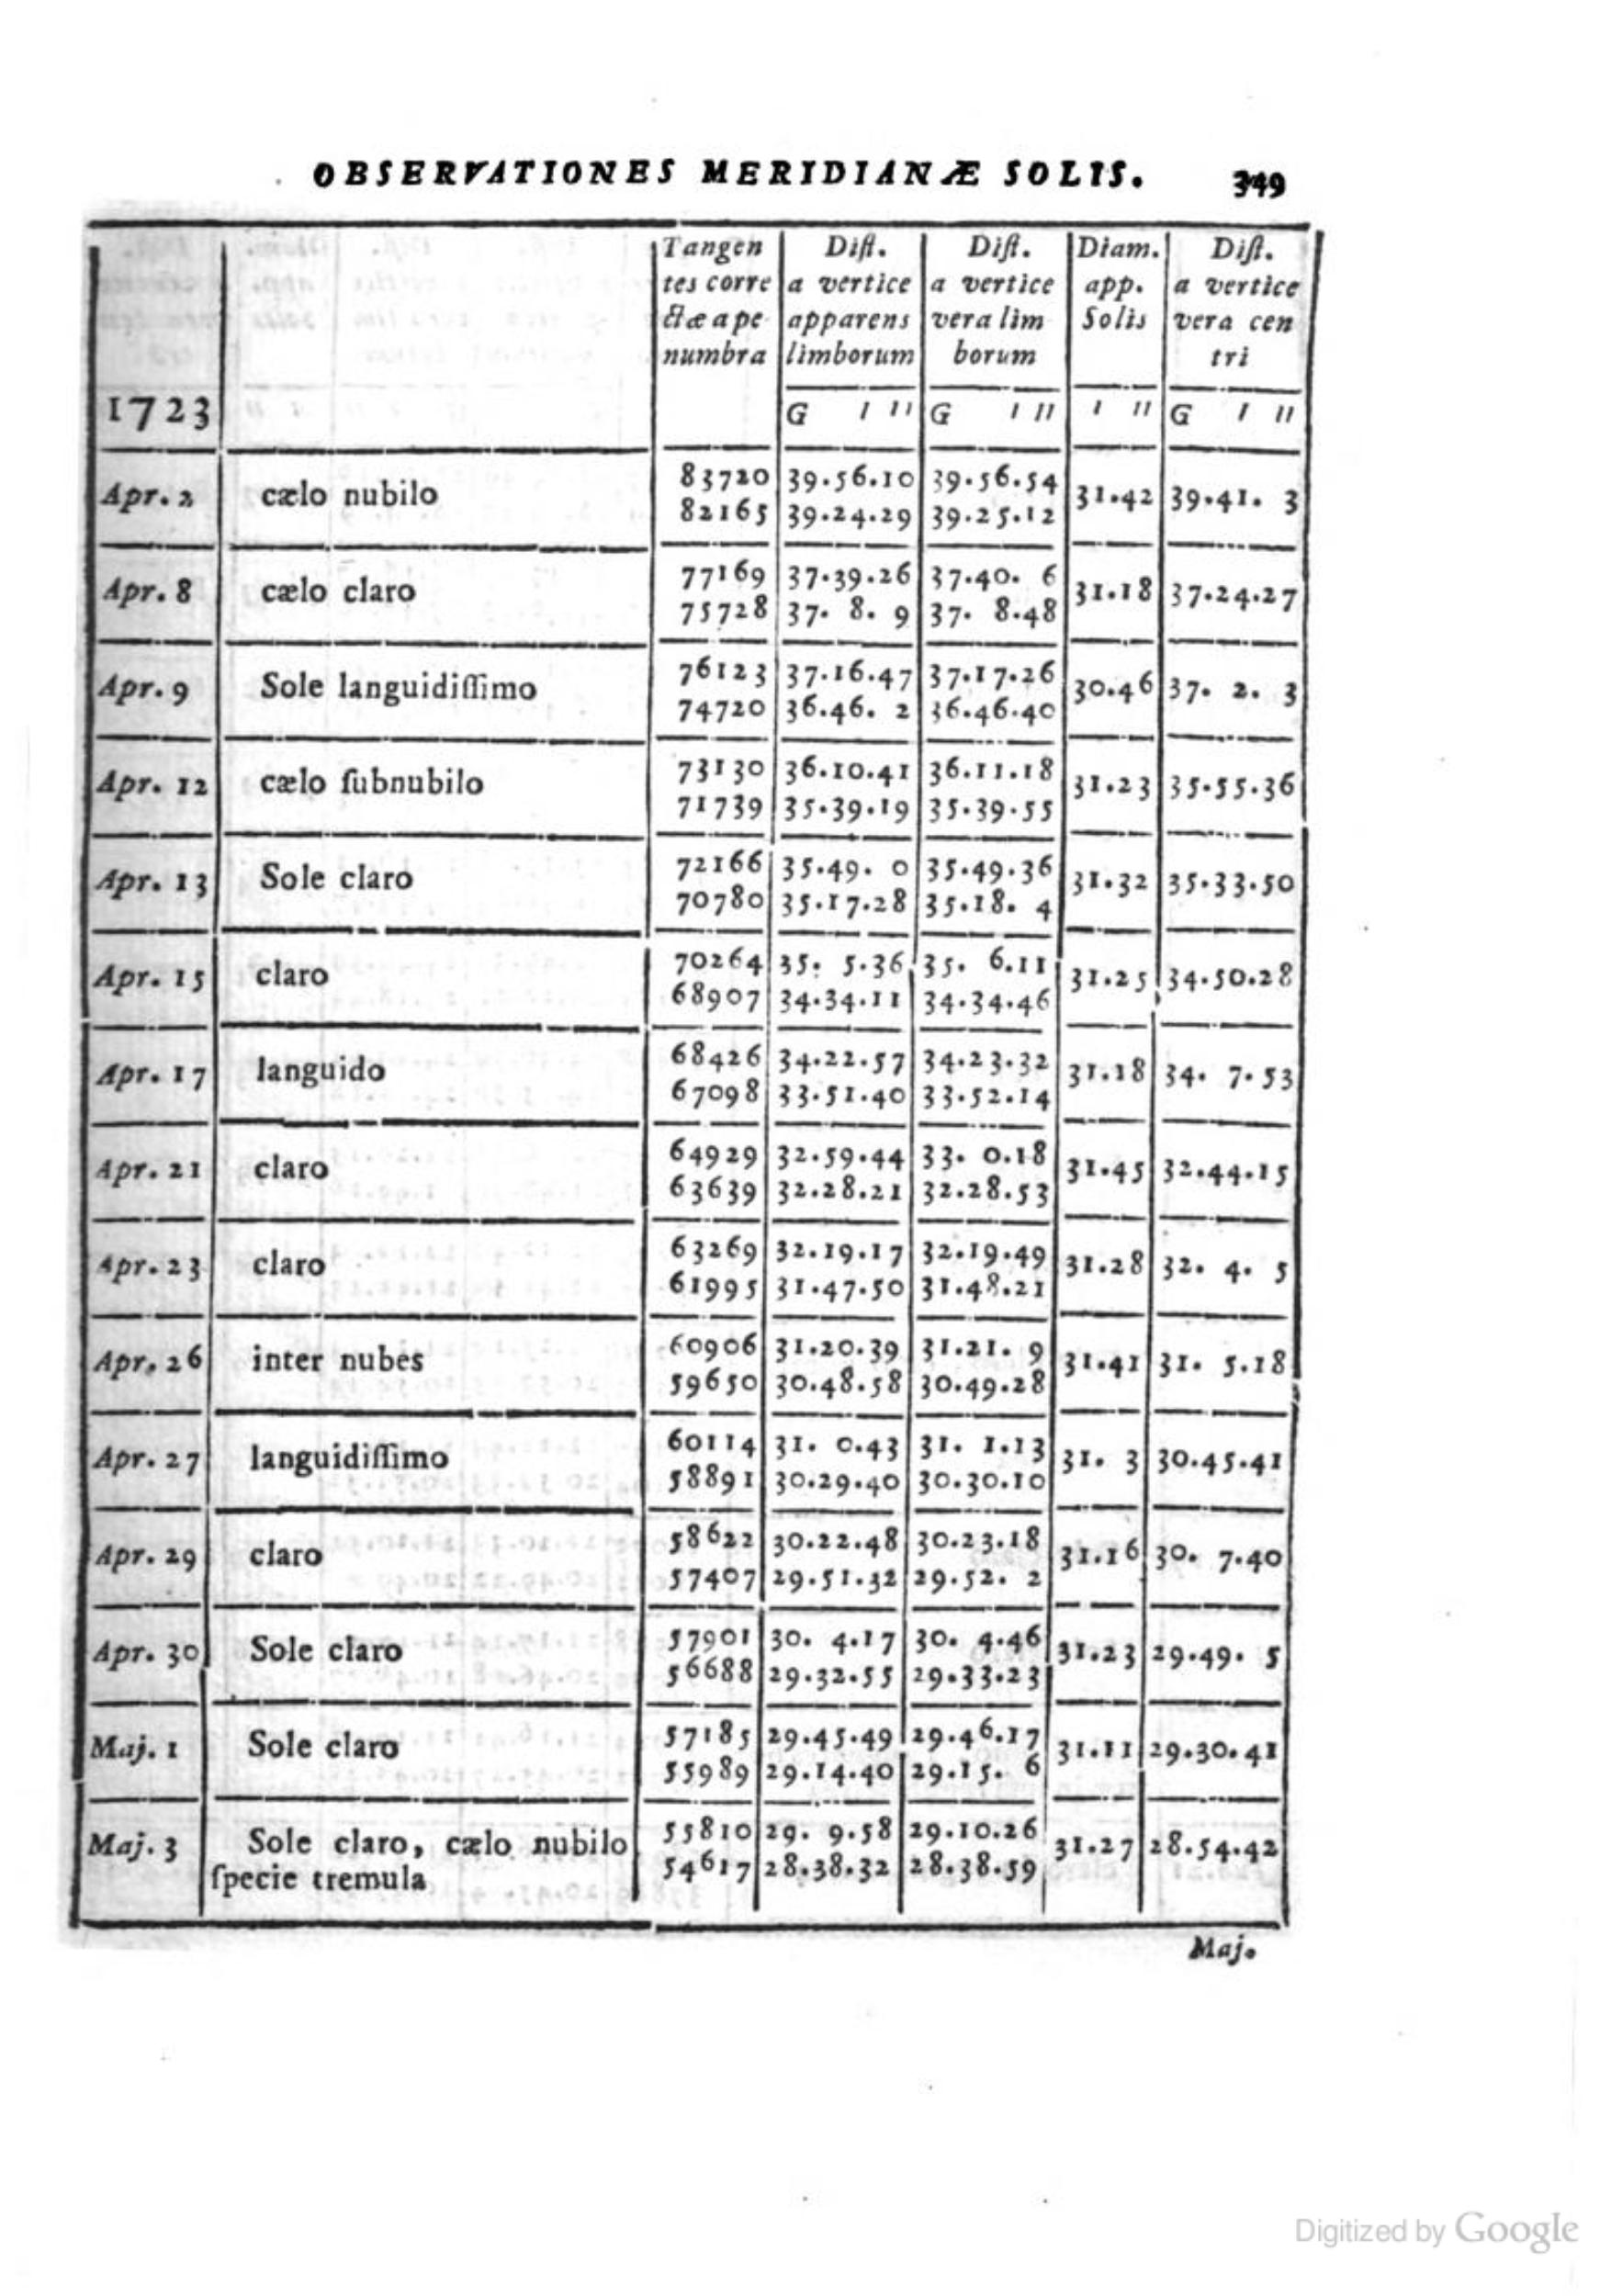 OBSERVATIONES MERIDIANÆ SOLIS. 349
1723
Tangen
tes corre
ctæ a pe
numbra
Diſt.
a vertice
apparens
limborum
G ı ıı
Diſt.
a vertice
vera lim
borum
G ı ıı
Diam.
app.
Solis
ı ıı
Diſt.
a vertice
vera cen
tri
G ı ıı
Apr. 2 cælo nubilo 83720 39.56.10 39.56.54 31.42 39.41. 3
82165 39.24.29 39.25.12
Apr. 8 cælo claro 77169 37.39.26 37.40. 6 31.18 37.24.27
75728 37. 8. 9 37. 8.48
Apr. 9 Sole languidiſſimo 76123 37.16.47 37.17.26 30.46 37. 2. 3
74720 36.46. 2 36.46.40
Apr. 12 cælo ſubnubilo 73130 36.10.41 36.11.18 31.23 35.55.36
71739 35.39.19 35.39.55
Apr. 13 Sole claro 72166 35.49. 0 35.49.36 31.32 35.33.50
70780 35.17.28 35.18. 4
Apr. 15 claro 70264 35. 5.36 35. 6.11 31.25 34.50.28
68907 34.34.11 34.34.46
Apr. 17 languido 68426 34.22.57 34.23.32 31.18 34. 7.53
67098 33.51.40 33.52.14
Apr. 21 claro 64929 32.59.44 33. 0.18 31.45 32.44.15
63639 32.28.21 32.28.53
Apr. 23 claro 63269 32.19.17 32.19.49 31.28 32. 4. 5
61995 31.47.50 31.48.21
Apr. 26 inter nubes 60906 31.20.39 31.21. 9 31.41 31. 5.18
59650 30.48.58 30.49.28
Apr. 27 languidiſſimo 60114 31. 0.43 31. 1.13 31. 3 30.45.41
58891 30.29.40 30.30.10
Apr. 29 claro 58622 30.22.48 30.23.18 31.16 30. 7.40
57407 29.51.32 29.52. 2
Apr. 30 Sole claro 57901 30. 4.17 30. 4.46 31.23 29.49. 5
56688 29.32.55 29.33.23
Maj. 1 Sole claro 57185 29.45.49 29.46.17 31.11 29.30.41
55989 29.14.40 29.15. 6
Maj. 3 Sole claro, cælo nubilo 55810 29. 9.58 29.10.26 31.27 28.54.42
ſpecie tremula 54617 28.38.32 28.38.59
Maj.
Digitized by Google